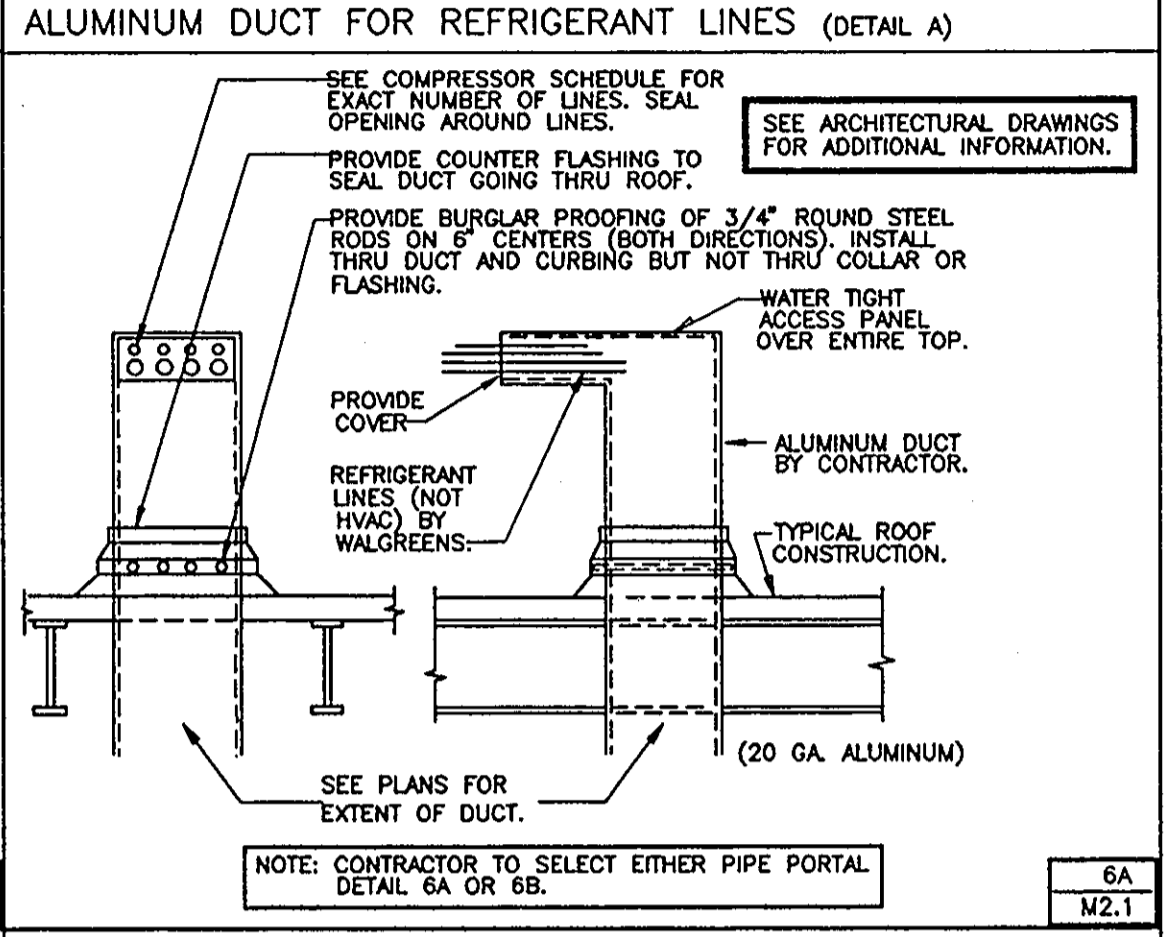 ALUMINUM DUCT FOR REFRIGERANT LINES (DETAIL A)
SEE COMPRESSOR SCHEDULE FOR
EXACT NUMBER OF LINES. SEAL
OPENING AROUND LINES.
SEE ARCHITECTURAL DRAWINGS
FOR ADDITIONAL INFORMATION.
PROVIDE COUNTER FLASHING TO
SEAL DUCT GOING THRU ROOF.
PROVIDE BURGLAR PROOFING OF 3/4" ROUND STEEL
RODS ON 6" CENTERS (BOTH DIRECTIONS). INSTALL
THRU DUCT AND CURBING BUT NOT THRU COLLAR OR
FLASHING.
WATER TIGHT
ACCESS PANEL
OVER ENTIRE TOP.
PROVIDE
COVER
ALUMINUM DUCT
BY CONTRACTOR.
REFRIGERANT
LINES (NOT
HVAC) BY
WALGREENS.
TYPICAL ROOF
CONSTRUCTION.
(20 GA. ALUMINUM)
SEE PLANS FOR
EXTENT OF DUCT.
NOTE: CONTRACTOR TO SELECT EITHER PIPE PORTAL
DETAIL 6A OR 6B.
6A
M2.1